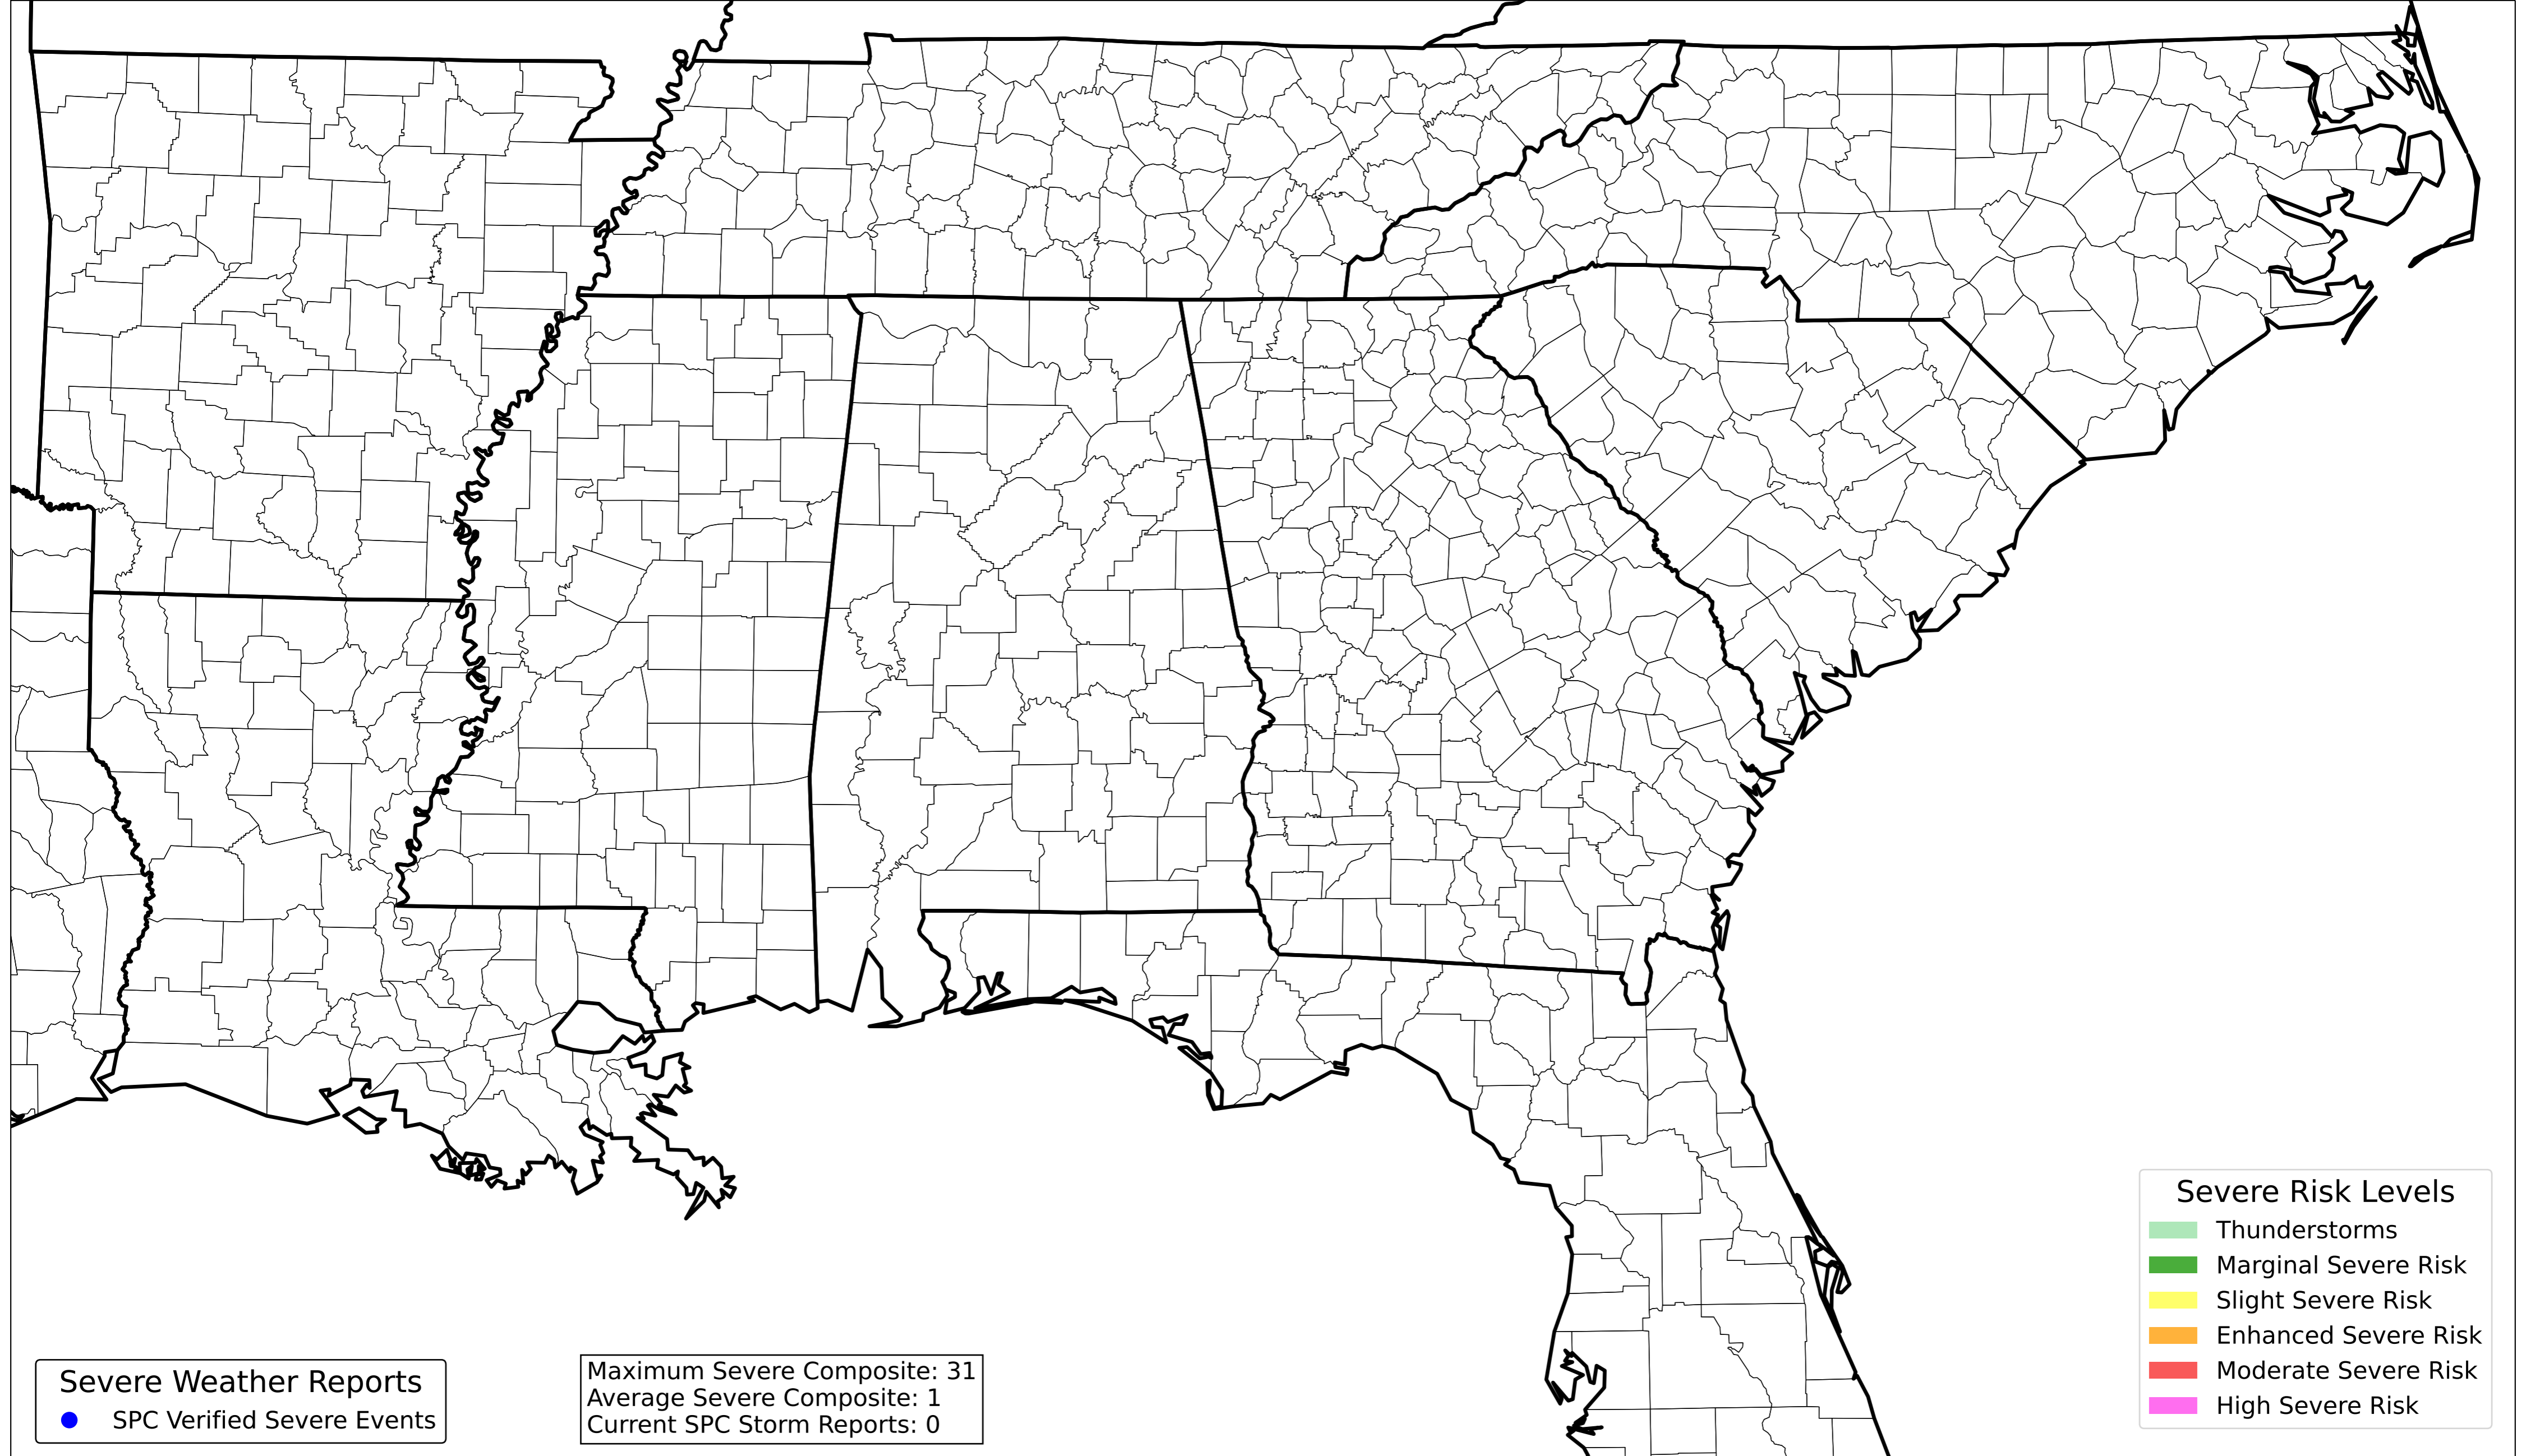 Severe Risk Levels
Thunderstorms
Marginal Severe Risk
Slight Severe Risk
Enhanced Severe Risk
Moderate Severe Risk
High Severe Risk
Severe Weather Reports
SPC Verified Severe Events
Maximum Severe Composite: 31
Average Severe Composite: 1
Current SPC Storm Reports: 0